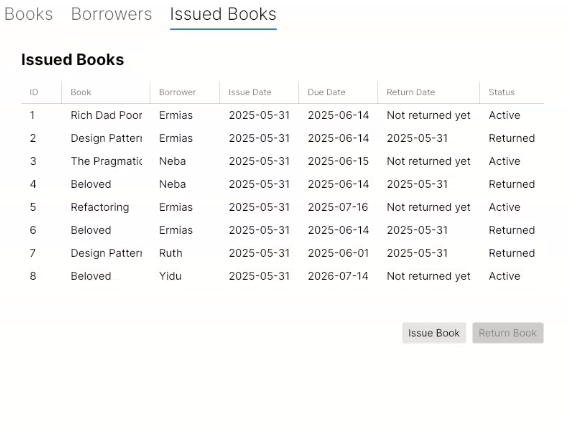 Books Borrowers Issued Books
Issued Books
ID Book Borrower Issue Date Due Date Return Date Status
1 Rich Dad Poor Ermias 2025-05-31 2025-06-14 Not returned yet Active
2 Design Patter Ermias 2025-05-31 2025-06-14 2025-05-31 Returned
3 The Pragmatic Neba 2025-05-31 2025-06-15 Not returned yet Active
4 Beloved Neba 2025-05-31 2025-06-14 2025-05-31 Returned
5 Refactoring Ermias 2025-05-31 2025-07-16 Not returned yet Active
6 Beloved Ermias 2025-05-31 2025-06-14 2025-05-31 Returned
7 Design Patter Ruth 2025-05-31 2025-06-01 2025-05-31 Returned
8 Beloved Yidu 2025-05-31 2026-07-14 Not returned yet Active
Issue Book Return Book